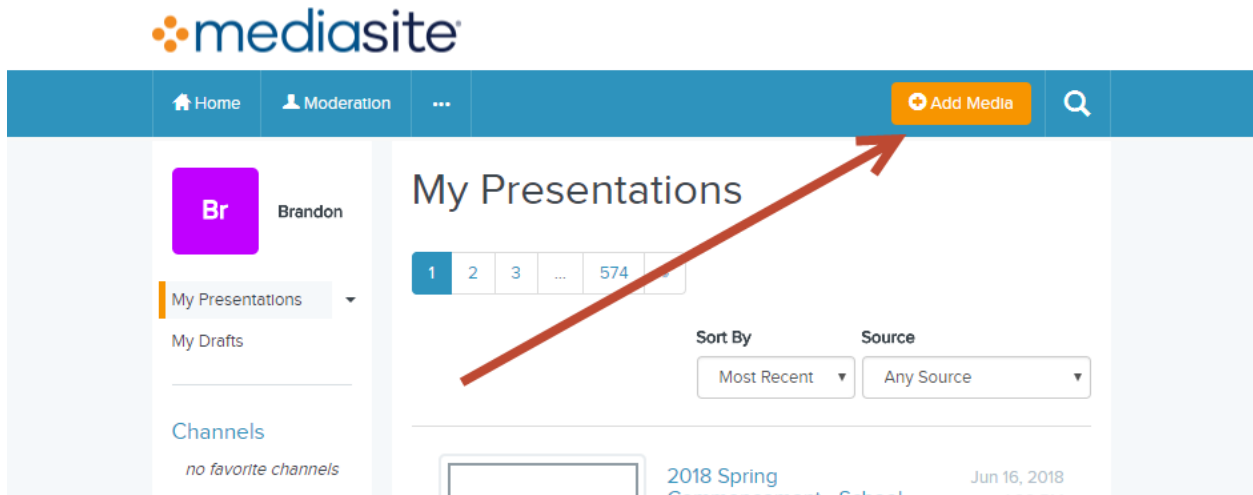 mediasite
Home Moderation ... Add Media
Br Brandon
My Presentations
1 2 3 ... 574
My Presentations
My Drafts
Sort By Source
Most Recent Any Source
Channels
no favorite channels
2018 Spring Jun 16, 2018